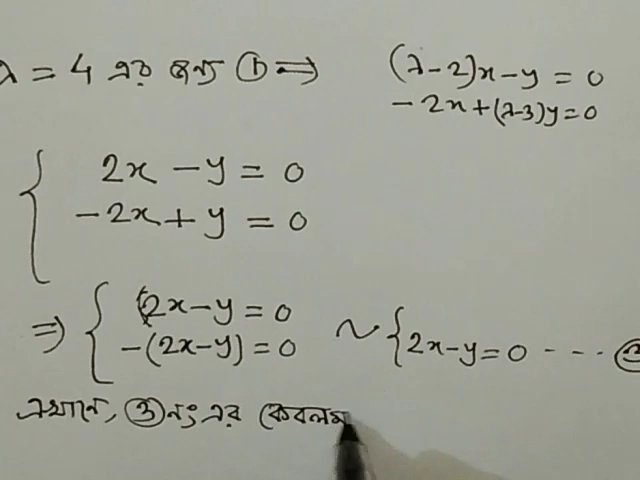 λ = 4 এর জন্য ① ⟹ (λ-2)x - y = 0
- 2x + (λ-3)y = 0
2x - y = 0
- 2x + y = 0
⇒ { 2x - y = 0
-(2x - y) = 0 ~ { 2x - y = 0 ---- ③
এখানে, ③ নং এর কেবলম